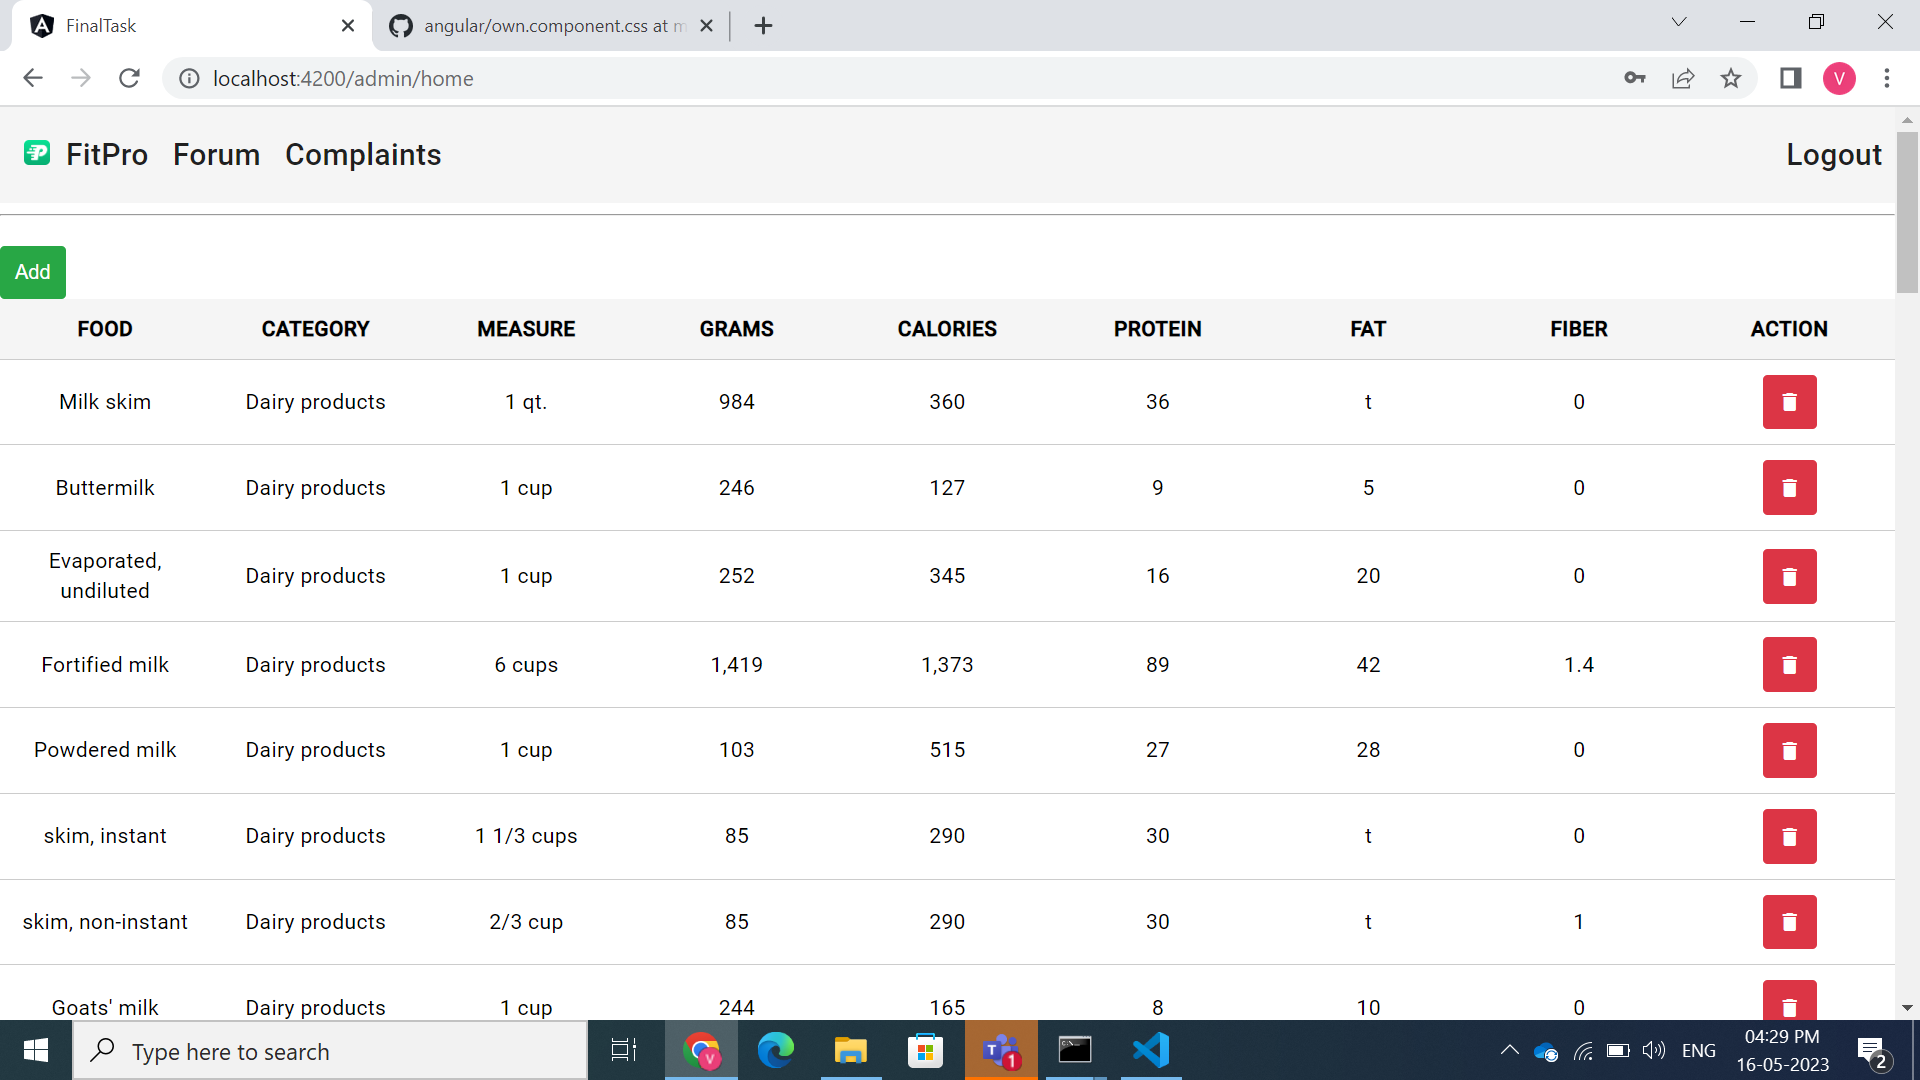 FinalTask
angular/own.component.css at m
localhost:4200/admin/home
V
FitPro Forum Complaints Logout
Add
FOOD CATEGORY MEASURE GRAMS CALORIES PROTEIN FAT FIBER ACTION
Milk skim Dairy products 1 qt. 984 360 36 t 0
Buttermilk Dairy products 1 cup 246 127 9 5 0
Evaporated,
undiluted Dairy products 1 cup 252 345 16 20 0
Fortified milk Dairy products 6 cups 1,419 1,373 89 42 1.4
Powdered milk Dairy products 1 cup 103 515 27 28 0
skim, instant Dairy products 1 1/3 cups 85 290 30 t 0
skim, non-instant Dairy products 2/3 cup 85 290 30 t 1
Goats' milk Dairy products 1 cup 244 165 8 10 0
Type here to search
V
T
1
ENG
04:29 PM
16-05-2023
2